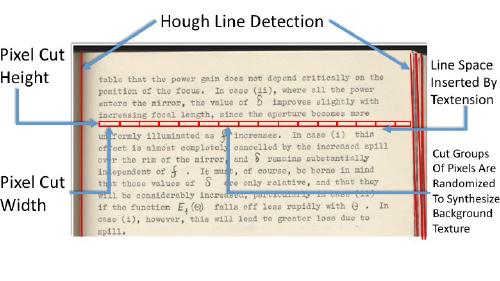 Hough Line Detection
Pixel Cut
Height
Line Space
Inserted By
Textension
table that the power gain does not depend critically on the
position of the focus. In case (ii), where all the power
enters the mirror, the value of δ improves slightly with
increasing focal length, since the aperture becomes more
uniformly illuminated as f increases. In case (i) this
effect is almost completely cancelled by the increased spill
over the rim of the mirror, and δ remains substantially
independent of f. It must, of course, be borne in mind
that these values of δ are only relative, and that they
will be considerably increased, particularly in case (ii)
if the function E₁(θ) falls off less rapidly with θ. In
case (i), however, this will lead to greater loss due to
spill.
Pixel Cut
Width
Cut Groups
Of Pixels Are
Randomized
To Synthesize
Background
Texture